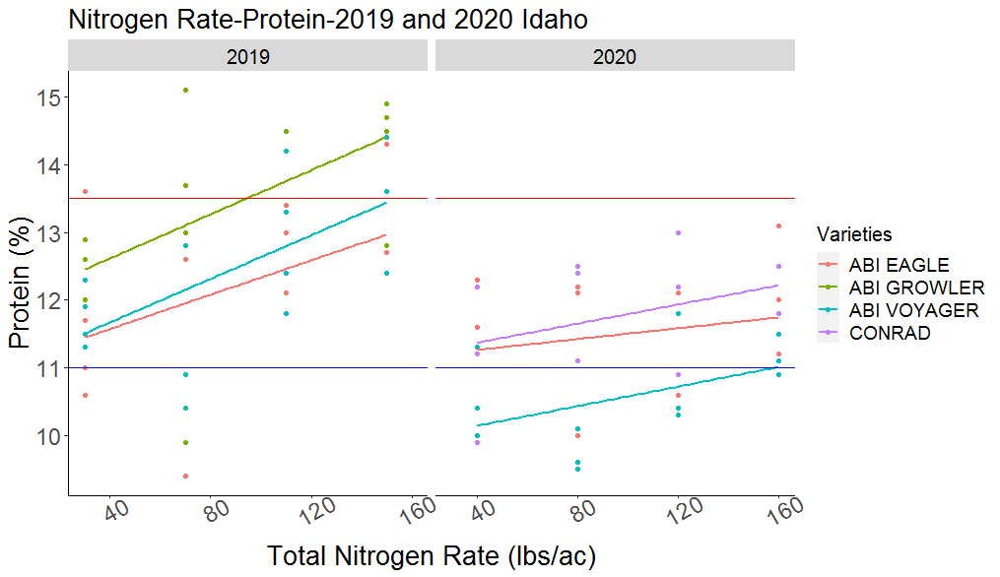 Nitrogen Rate-Protein-2019 and 2020 Idaho
2019
2020
15
14
13
12
11
10
Protein (%)
40
80
120
160
40
80
120
160
Total Nitrogen Rate (lbs/ac)
Varieties
ABI EAGLE
ABI GROWLER
ABI VOYAGER
CONRAD